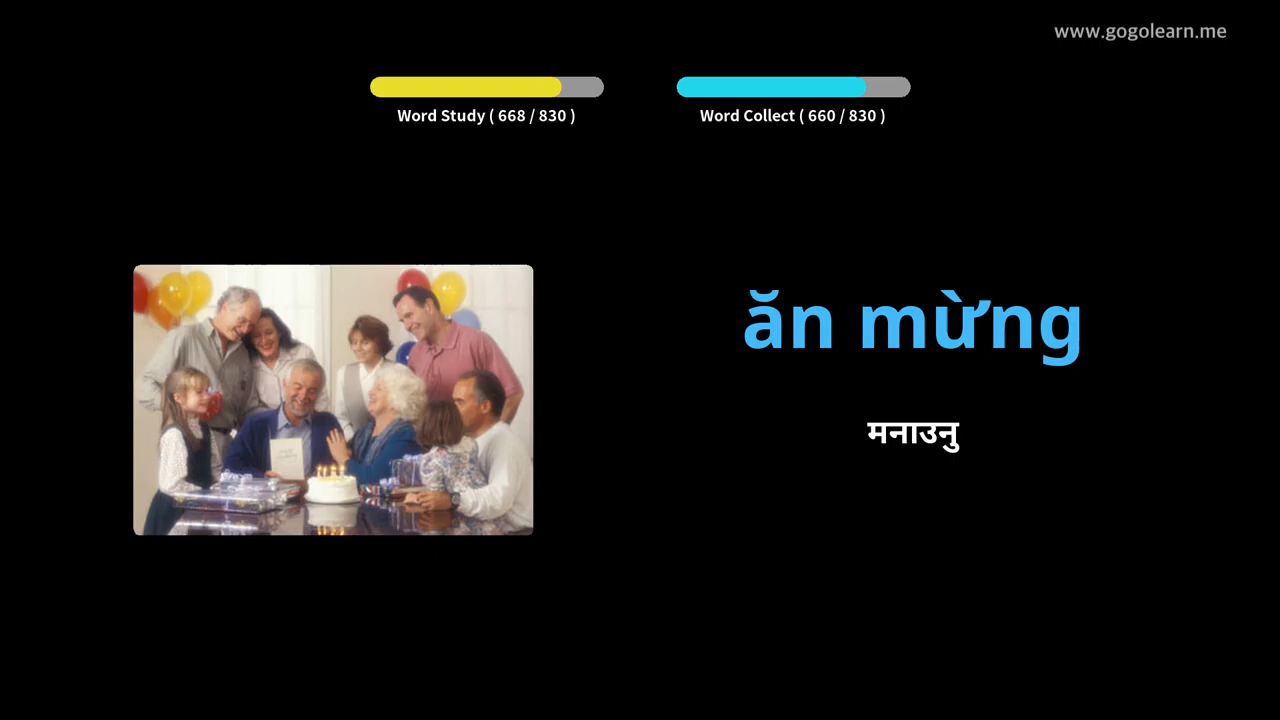 www.gogolearn.me
Word Study ( 668 / 830 )
Word Collect ( 660 / 830 )
ăn mừng
मनाउनु